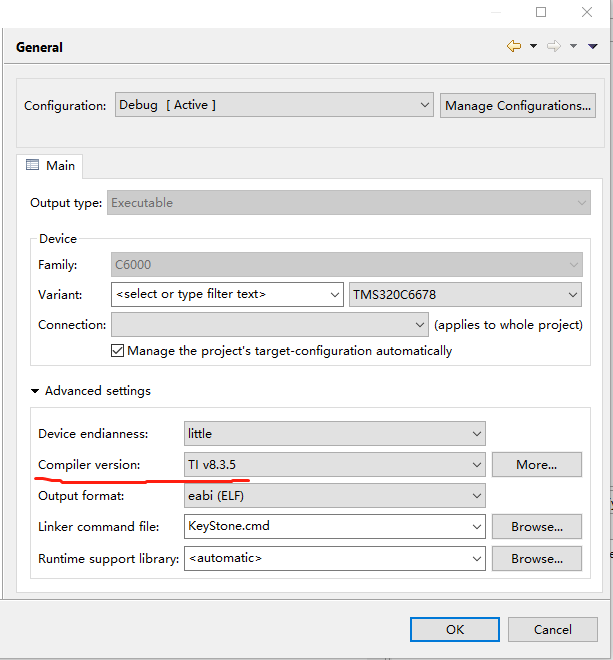 General
Configuration: Debug [ Active ] Manage Configurations...
Main
Output type: Executable
Device
Family: C6000
Variant: <select or type filter text> TMS320C6678
Connection: (applies to whole project)
Manage the project's target-configuration automatically
Advanced settings
Device endianness: little
Compiler version: TI v8.3.5 More...
Output format: eabi (ELF)
Linker command file: KeyStone.cmd Browse...
Runtime support library: <automatic> Browse...
OK Cancel